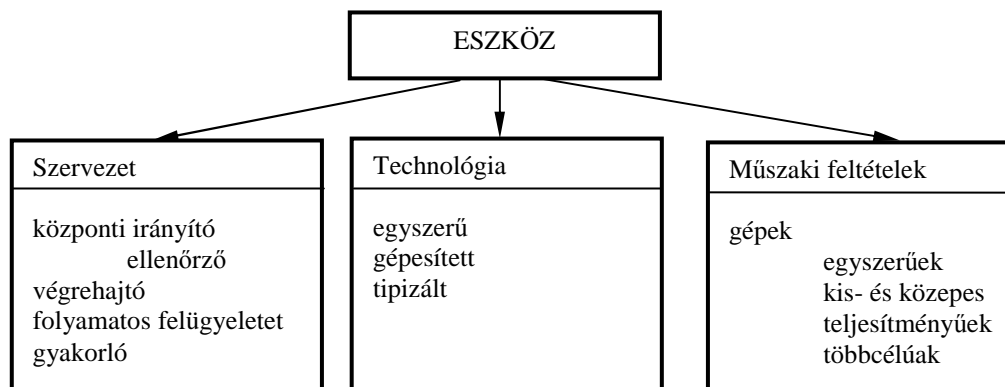 ESZKÖZ
Szervezet
központi irányító
ellenőrző
végrehajtó
folyamatos felügyeletet
gyakorló
Technológia
egyszerű
gépesített
tipizált
Műszaki feltételek
gépek
egyszerűek
kis- és közepes
teljesítményűek
többcélúak